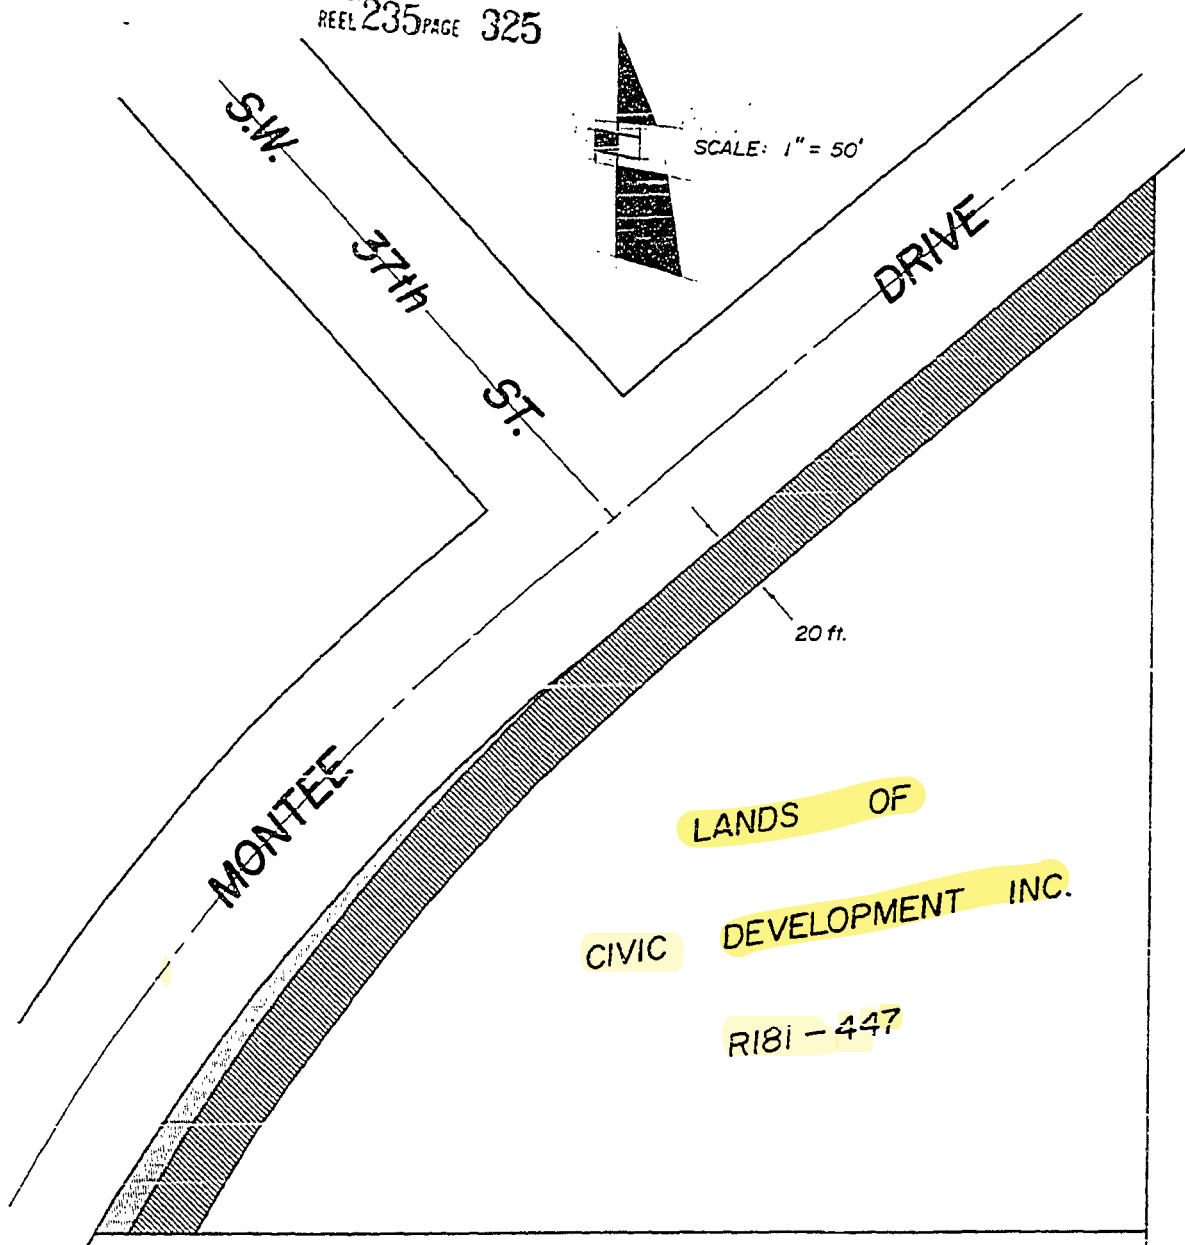 REEL 235 PAGE 325
SCALE: 1" = 50'
S.W. 37th ST.
MONTEE DRIVE
20 ft.
LANDS OF
CIVIC DEVELOPMENT INC.
R181-447